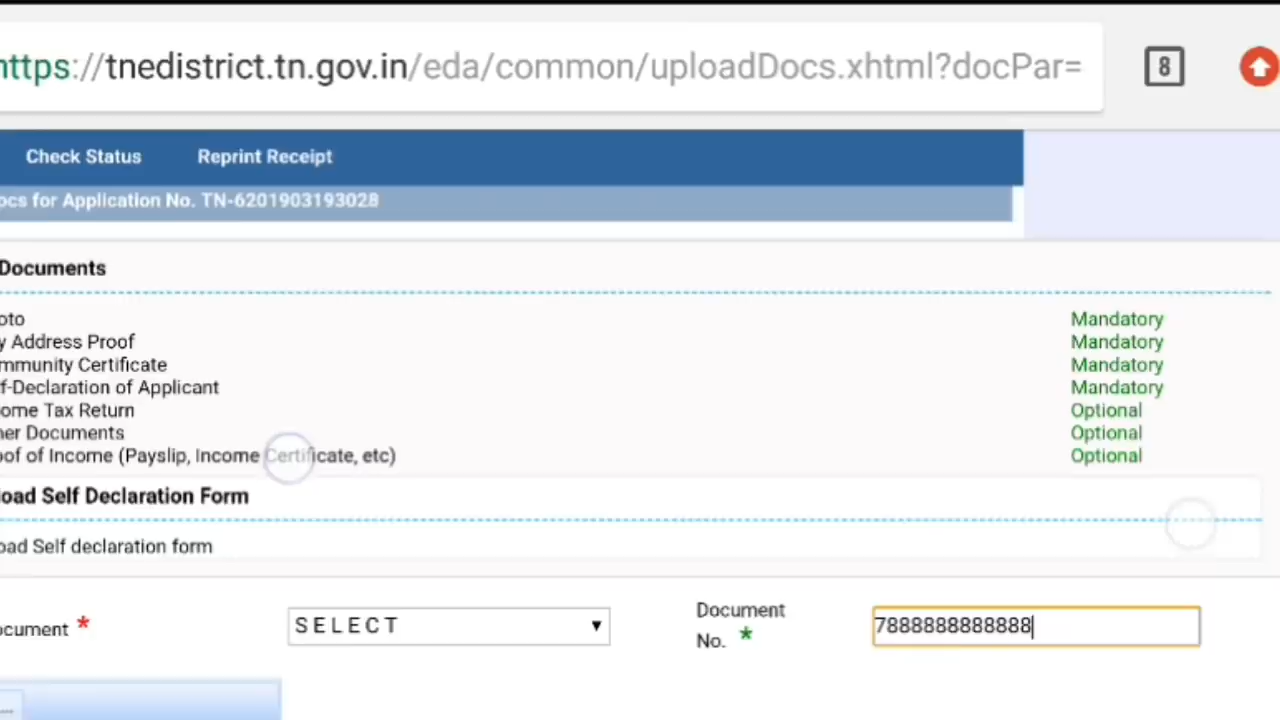 https://tnedistrict.tn.gov.in/eda/common/uploadDocs.xhtml?docPar=
8
Check Status Reprint Receipt
ocs for Application No. TN-6201903193028
Documents
oto Mandatory
y Address Proof Mandatory
mmunity Certificate Mandatory
f-Declaration of Applicant Mandatory
ome Tax Return Optional
her Documents Optional
oof of Income (Payslip, Income Certificate, etc) Optional
oad Self Declaration Form
oad Self declaration form
ocument * SELECT
Document
No. * 7888888888888
...